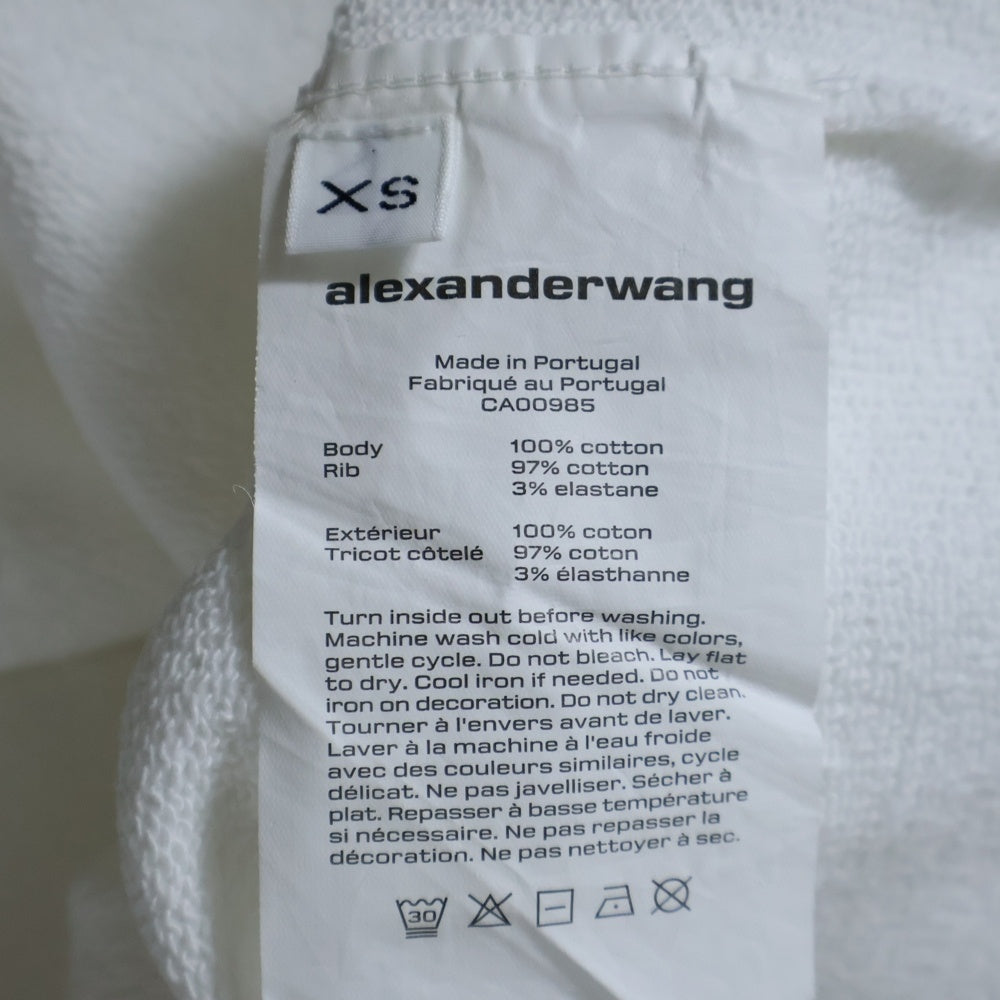 XS
alexanderwang
Made in Portugal
Fabriqué au Portugal
CA00985
Body 100% cotton
Rib 97% cotton
3% elastane
Extérieur 100% coton
Tricot côtelé 97% coton
3% élasthanne
Turn inside out before washing.
Machine wash cold with like colors,
gentle cycle. Do not bleach. Lay flat
to dry. Cool iron if needed. Do not
iron on decoration. Do not dry clean.
Tourner à l'envers avant de laver.
Laver à la machine à l'eau froide
avec des couleurs similaires, cycle
délicat. Ne pas javelliser. Sécher à
plat. Repasser à basse température
si nécessaire. Ne pas repasser la
décoration. Ne pas nettoyer à sec.
30